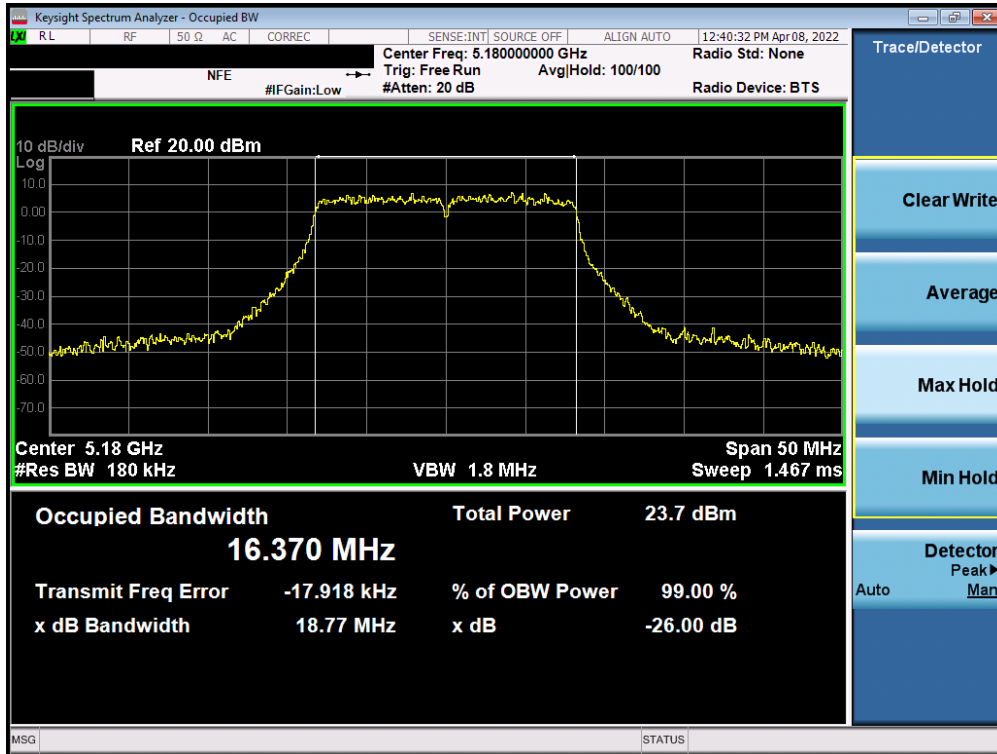 Keysight Spectrum Analyzer - Occupied BW
LXI RL RF 50 Ω AC CORREC SENSE:INT SOURCE OFF ALIGN AUTO 12:40:32 PM Apr 08, 2022
Center Freq: 5.180000000 GHz Radio Std: None
NFE Trig: Free Run Avg|Hold: 100/100
#IFGain:Low #Atten: 20 dB Radio Device: BTS
10 dB/div Ref 20.00 dBm
Log
10.0
0.00
-10.0
-20.0
-30.0
-40.0
-50.0
-60.0
-70.0
Center 5.18 GHz Span 50 MHz
#Res BW 180 kHz VBW 1.8 MHz Sweep 1.467 ms
Occupied Bandwidth Total Power 23.7 dBm
16.370 MHz
Transmit Freq Error -17.918 kHz % of OBW Power 99.00 %
x dB Bandwidth 18.77 MHz x dB -26.00 dB
MSG STATUS
Trace/Detector
Clear Write
Average
Max Hold
Min Hold
Detector
Peak▶
Auto Man